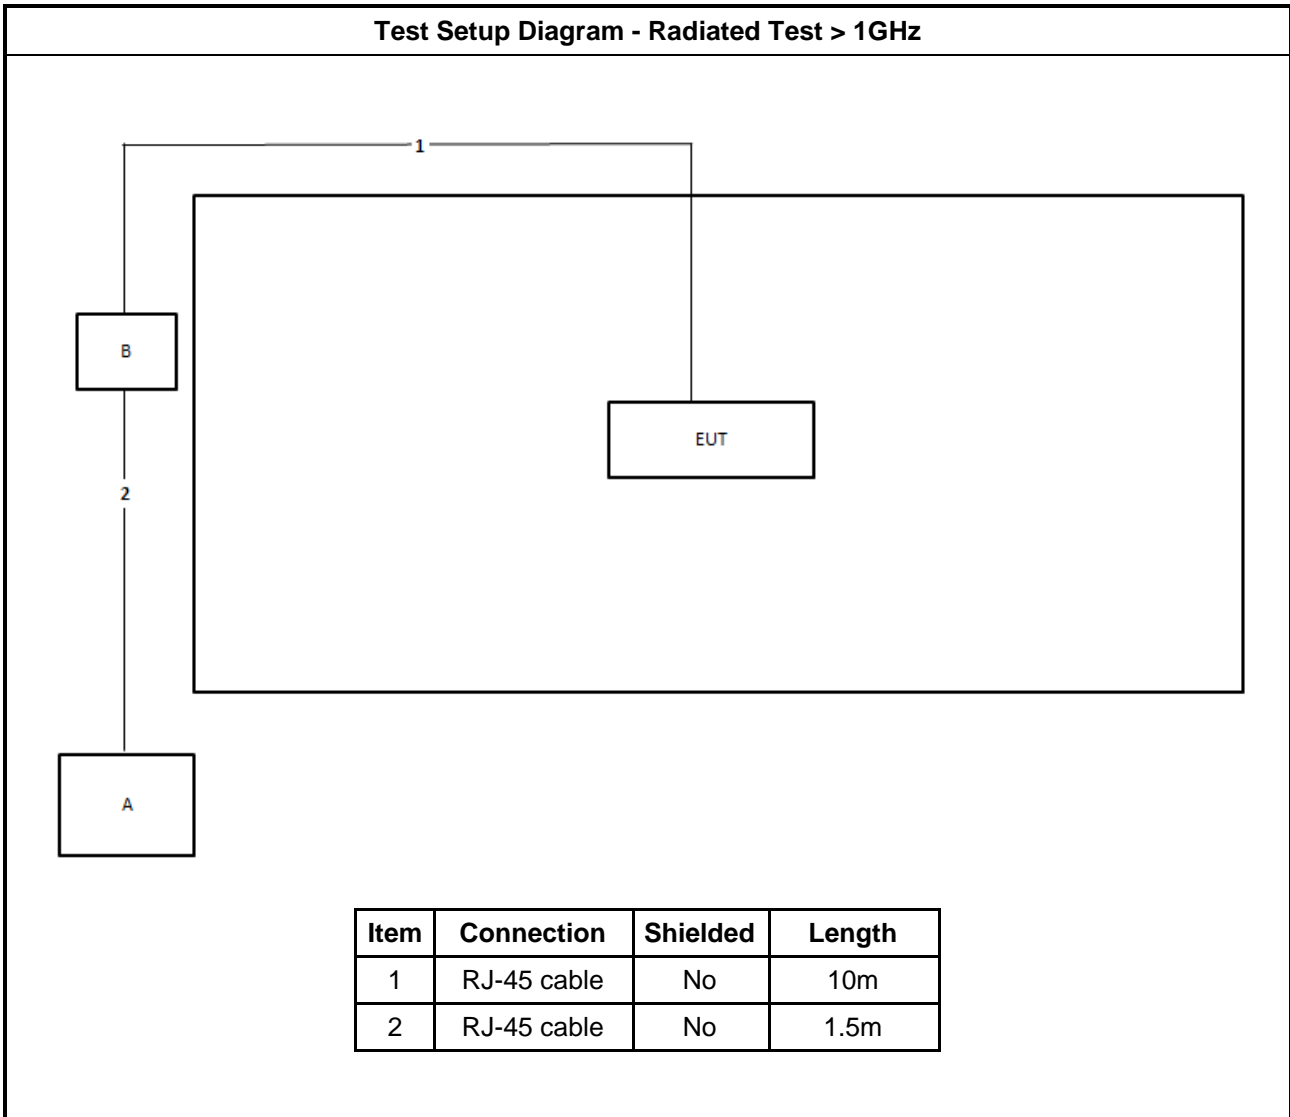 Test Setup Diagram - Radiated Test > 1GHz
1
B
EUT
2
A
Item Connection Shielded Length
1 RJ-45 cable No 10m
2 RJ-45 cable No 1.5m